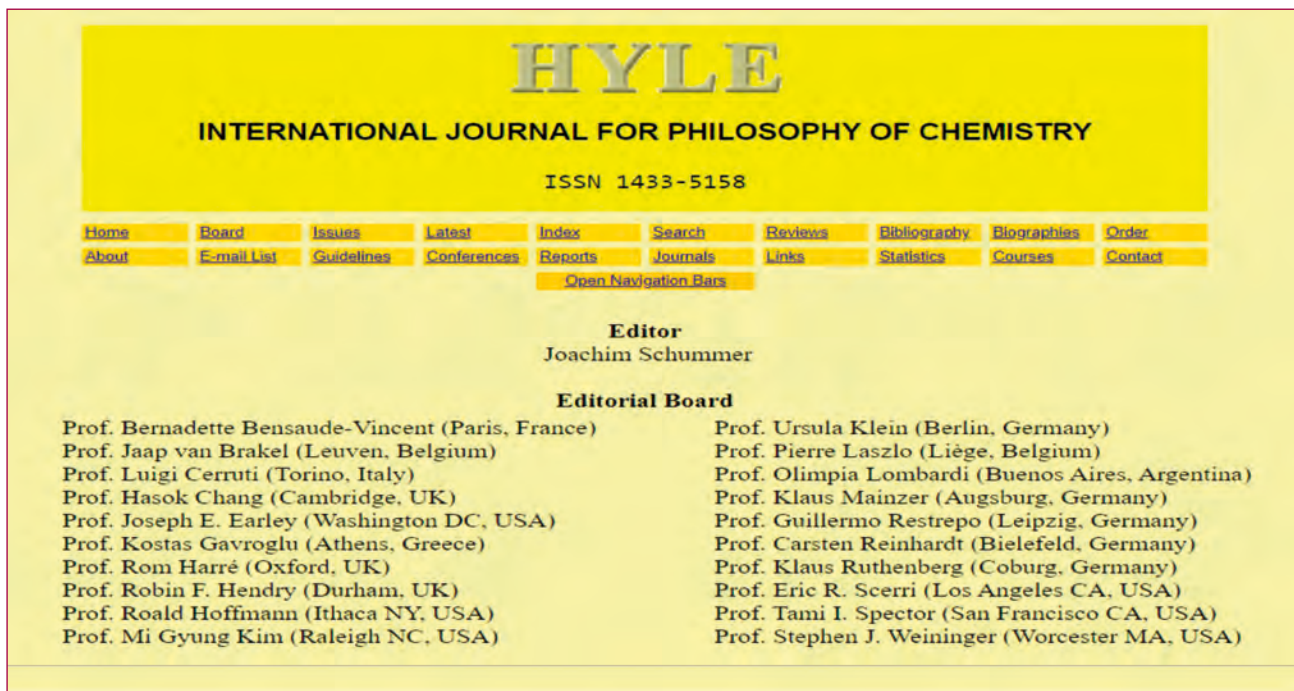 HYLE
INTERNATIONAL JOURNAL FOR PHILOSOPHY OF CHEMISTRY
ISSN 1433-5158
Home Board Issues Latest Index Search Reviews Bibliography Biographies Order
About E-mail List Guidelines Conferences Reports Journals Links Statistics Courses Contact
Open Navigation Bars
Editor
Joachim Schummer
Editorial Board
Prof. Bernadette Bensaude-Vincent (Paris, France)
Prof. Jaap van Brakel (Leuven, Belgium)
Prof. Luigi Cerruti (Torino, Italy)
Prof. Hasok Chang (Cambridge, UK)
Prof. Joseph E. Earley (Washington DC, USA)
Prof. Kostas Gavroglu (Athens, Greece)
Prof. Rom Harré (Oxford, UK)
Prof. Robin F. Hendry (Durham, UK)
Prof. Roald Hoffmann (Ithaca NY, USA)
Prof. Mi Gyung Kim (Raleigh NC, USA)
Prof. Ursula Klein (Berlin, Germany)
Prof. Pierre Laszlo (Liège, Belgium)
Prof. Olimpia Lombardi (Buenos Aires, Argentina)
Prof. Klaus Mainzer (Augsburg, Germany)
Prof. Guillermo Restrepo (Leipzig, Germany)
Prof. Carsten Reinhardt (Bielefeld, Germany)
Prof. Klaus Ruthenberg (Coburg, Germany)
Prof. Eric R. Scerri (Los Angeles CA, USA)
Prof. Tami I. Spector (San Francisco CA, USA)
Prof. Stephen J. Weininger (Worcester MA, USA)